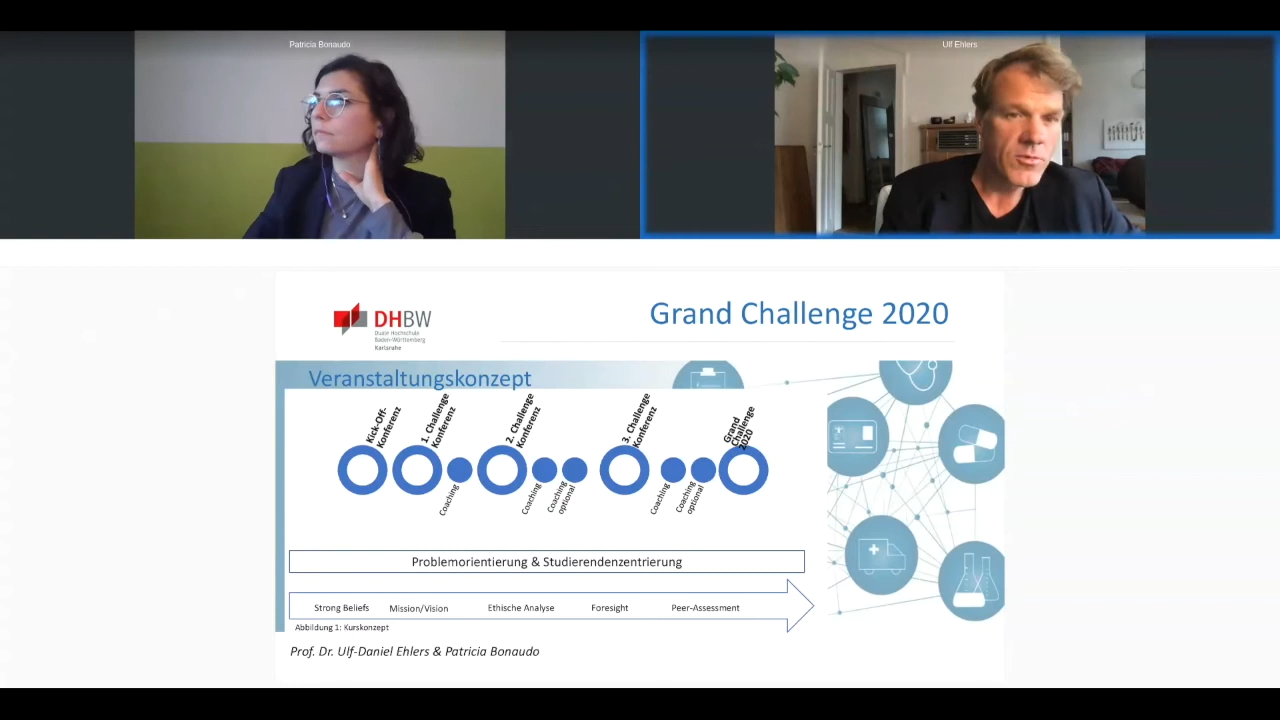 Patricia Bonaudo
Ulf Ehlers
DHBW
Duale Hochschule
Baden-Württemberg
Karlsruhe
Grand Challenge 2020
Veranstaltungskonzept
Kick-Off-
Konferenz
1. Challenge
Konferenz
2. Challenge
Konferenz
3. Challenge
Konferenz
Grand
Challenge
2020
Coaching
Coaching
Coaching
optional
Coaching
Coaching
optional
Problemorientierung & Studierendenzentrierung
Strong Beliefs Mission/Vision Ethische Analyse Foresight Peer-Assessment
Abbildung 1: Kurskonzept
Prof. Dr. Ulf-Daniel Ehlers & Patricia Bonaudo